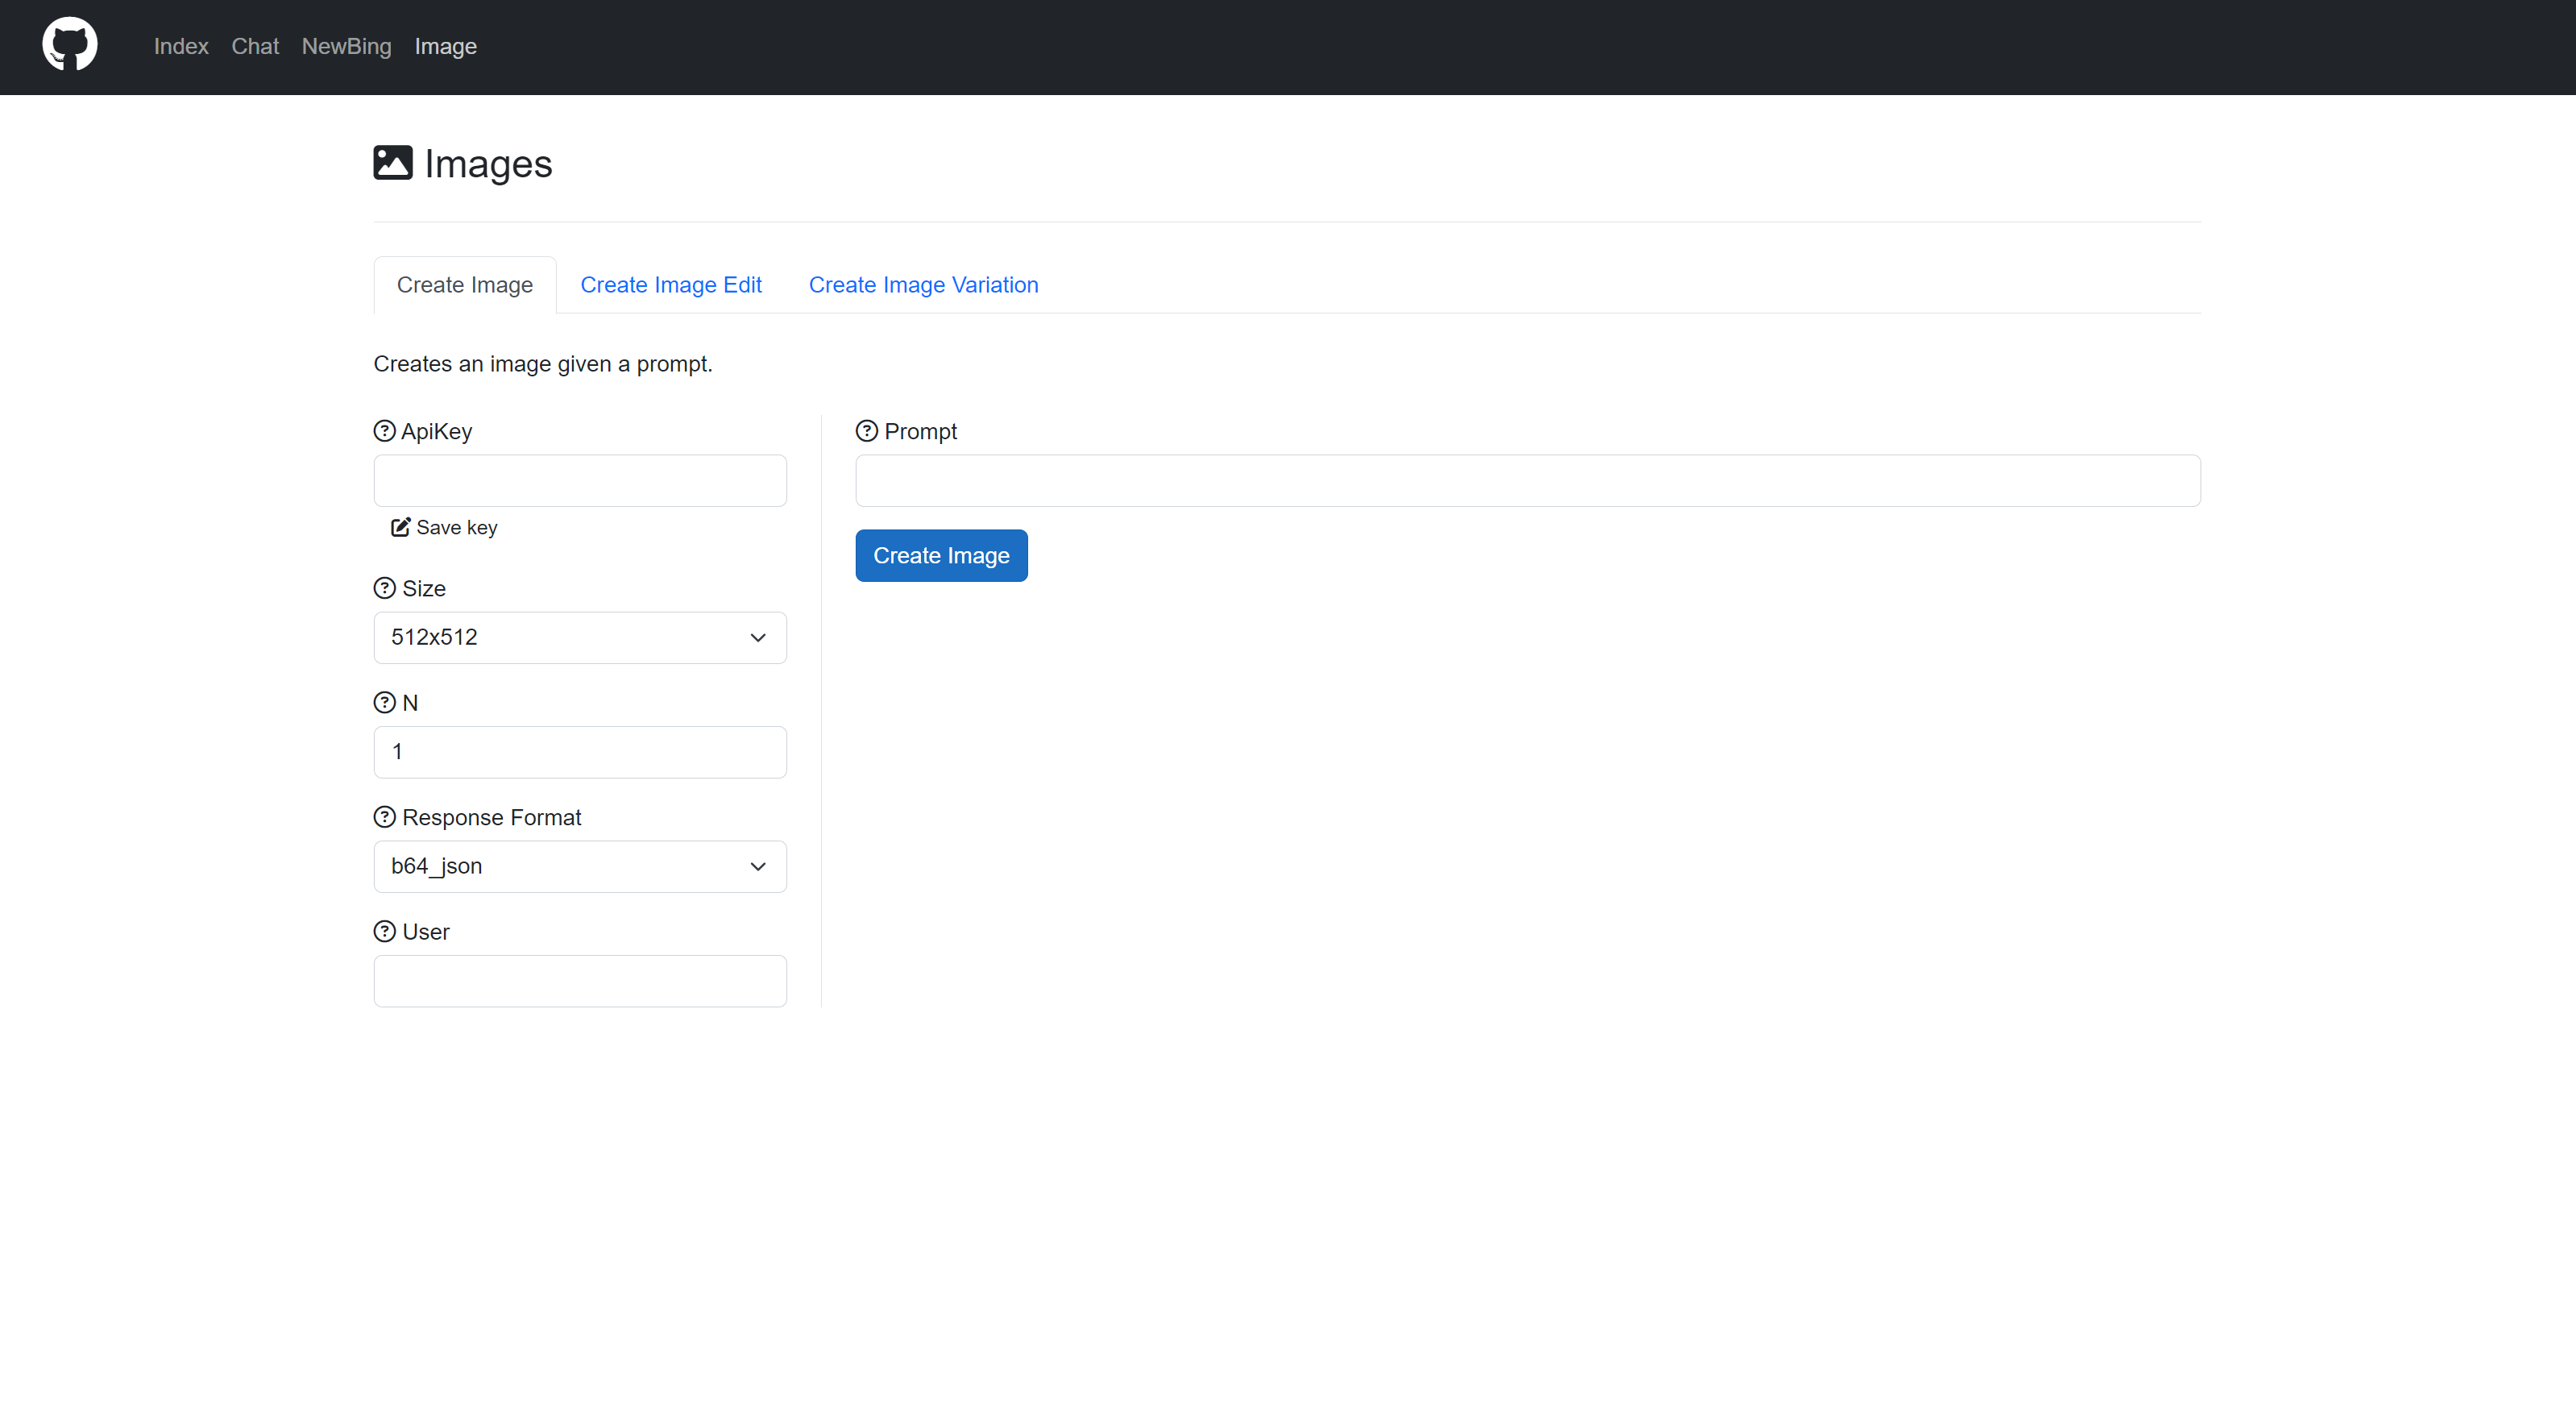 Index Chat NewBing Image
Images
Create Image Create Image Edit Create Image Variation
Creates an image given a prompt.
ApiKey
Save key
Size
512x512
N
1
Response Format
b64_json
User
Prompt
Create Image